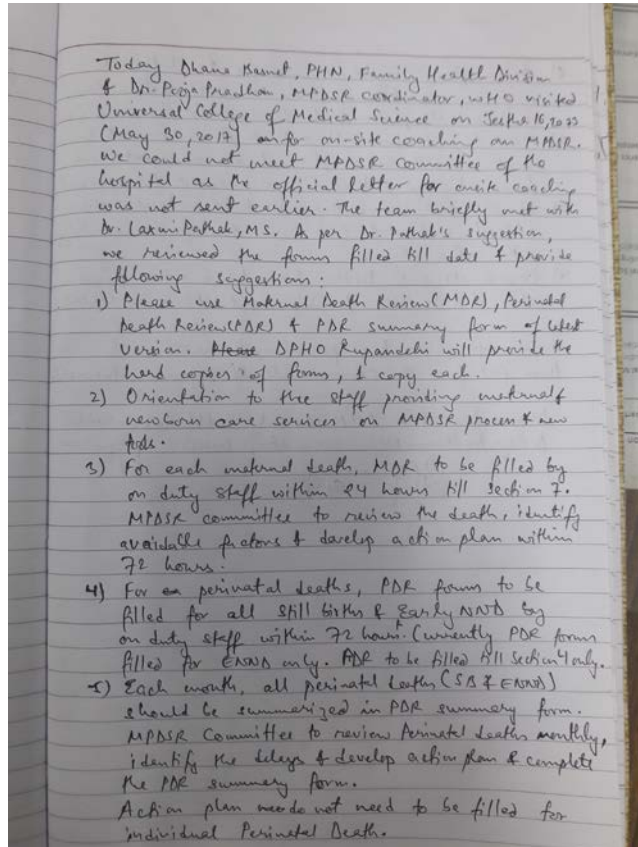 Today Dhana Basnet, PHN, Family Health Division
& Dr. Pooja Pradhan, MPDSR coordinator, WHO visited
Universal College of Medical Science on Jestha 16, 2073
(May 30, 2017) for on-site coaching on MPDSR.
We could not meet MPDSR committee of the
hospital as the official letter for onsite coaching
was not sent earlier. The team briefly met with
Dr. Laxmi Pathak, MS. As per Dr. Pathak's suggestion,
we reviewed the forms filled till date & provide
following suggestions:
1) Please use Maternal Death Review (MDR), Perinatal
Death Review (PDR) & PDR summary form of latest
version. DPHO Rupandehi will provide the
hard copies of forms, 1 copy each.
2) Orientation to the staff providing maternal &
newborn care services on MPDSR process & new
tools.
3) For each maternal death, MDR to be filled by
on duty staff within 24 hours till section 7.
MPDSR committee to review the death, identify
avoidable factors & develop action plan within
72 hours.
4) For perinatal deaths, PDR forms to be
filled for all still births & Early NND by
on duty staff within 72 hours. Currently PDR forms
filled for ENND only. PDR to be filled till section 4 only.
5) Each month, all perinatal deaths (SB & ENND)
should be summarized in PDR summary form.
MPDSR Committee to review Perinatal deaths monthly,
identify the delays & develop action plan & complete
the PDR summary form.
Action plan do not need to be filled for
individual Perinatal Death.